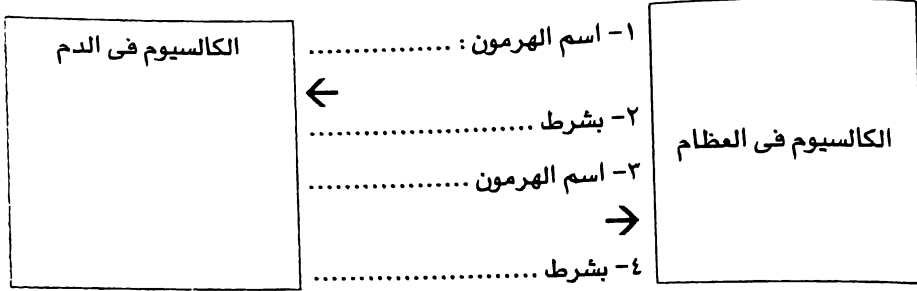 الكالسيوم فى العظام
١- اسم الهرمون : ................
←
٢- بشرط ........................
٣- اسم الهرمون ..................
→
٤- بشرط ........................
الكالسيوم فى الدم